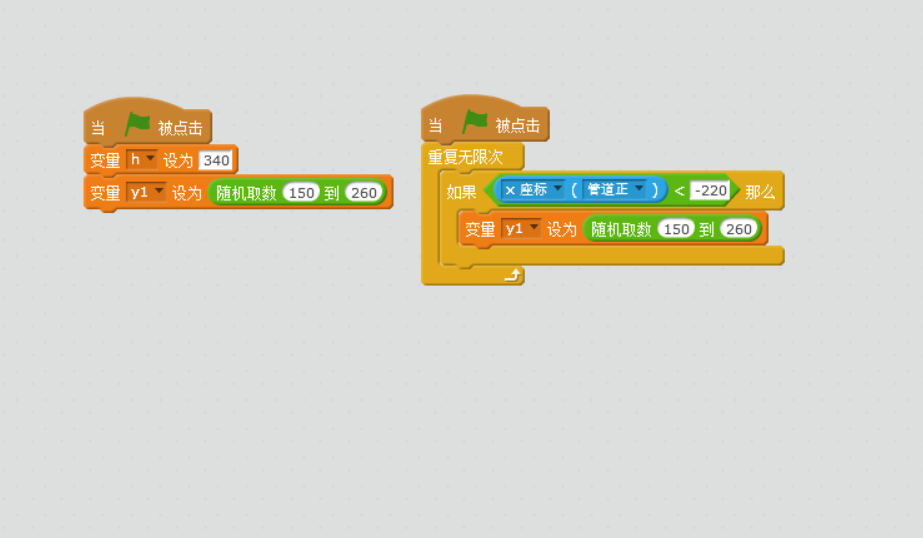 当 被点击
变量 h 设为 340
变量 y1 设为 随机取数 150 到 260
当 被点击
重复无限次
如果 x 座标 ( 管道正 ) < -220 那么
变量 y1 设为 随机取数 150 到 260